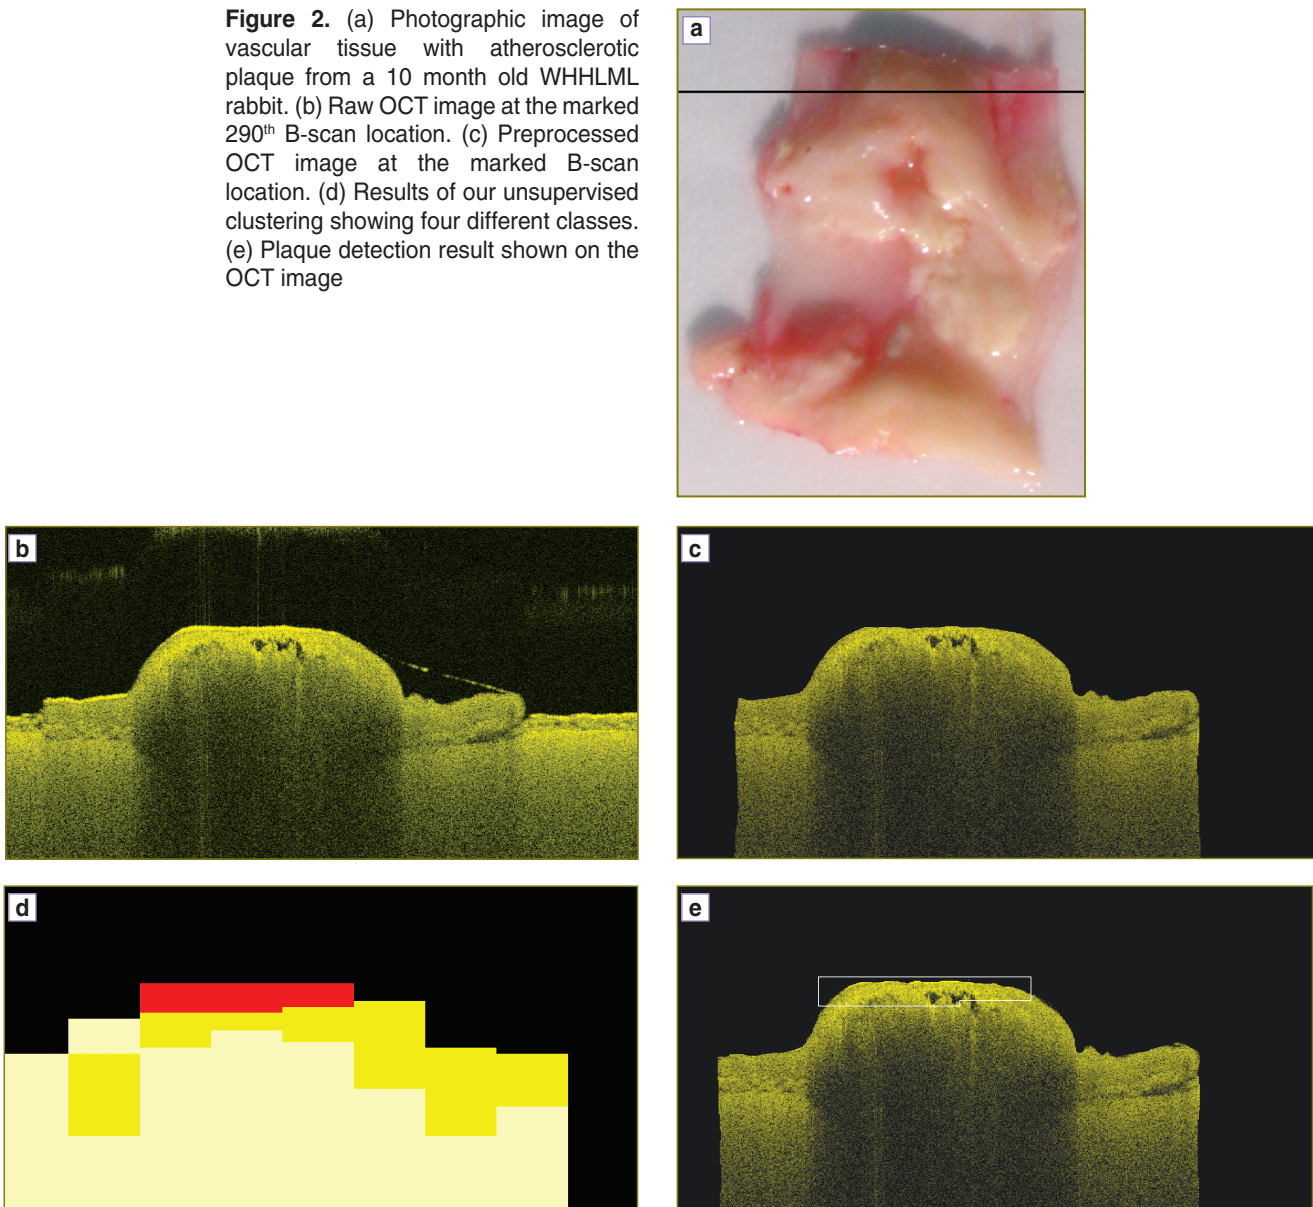 Figure 2. (a) Photographic image of
vascular tissue with atherosclerotic
plaque from a 10 month old WHHLML
rabbit. (b) Raw OCT image at the marked
290th B-scan location. (c) Preprocessed
OCT image at the marked B-scan
location. (d) Results of our unsupervised
clustering showing four different classes.
(e) Plaque detection result shown on the
OCT image
a
b
c
d
e